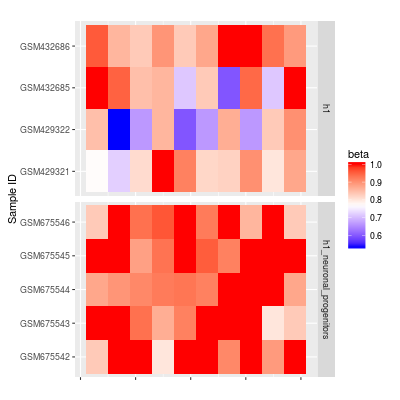 GSM432686
GSM432685
GSM429322
GSM429321
GSM675546
GSM675545
GSM675544
GSM675543
GSM675542
Sample ID
h1
h1_neuronal_progenitors
beta
1.0
0.9
0.8
0.7
0.6